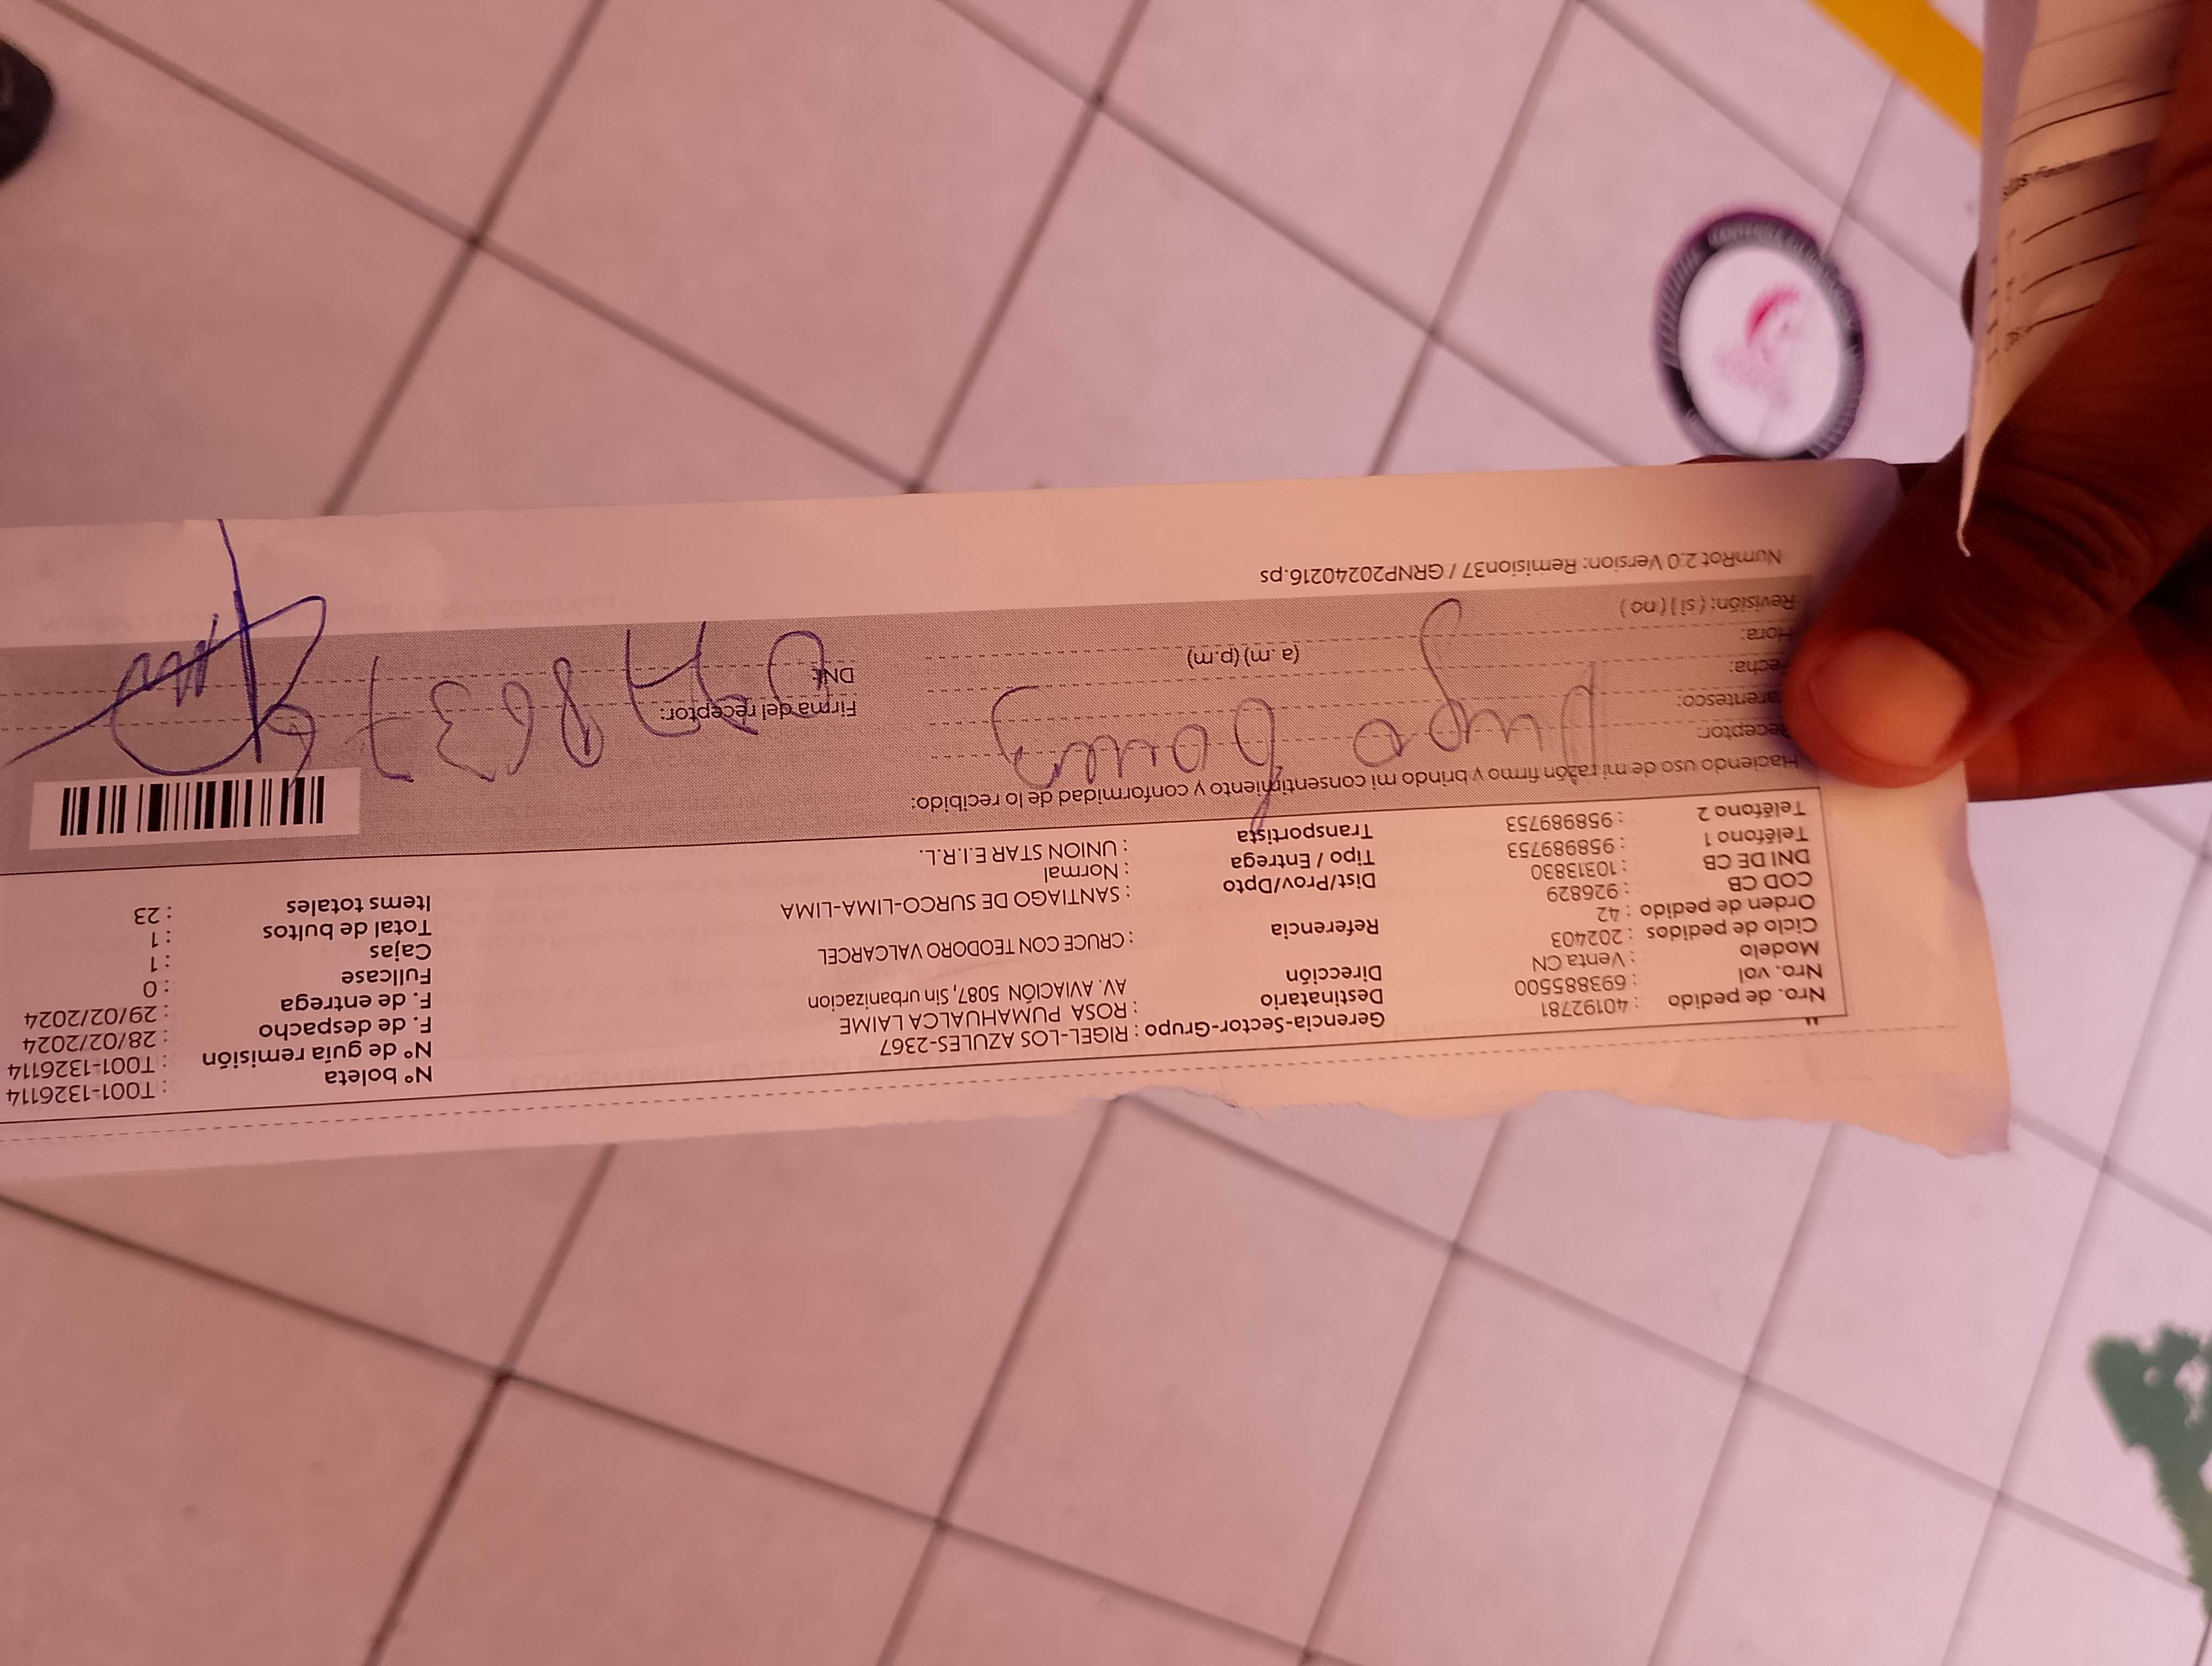 Nro. de pedido : 40192781
Nro. vol : 693885500
Modelo : Venta CN
Ciclo de pedidos : 202403
Orden de pedido : 42
COD CB : 926829
DNI DE CB : 10313830
Teléfono 1 : 958989753
Teléfono 2 : 958989753
Gerencia-Sector-Grupo : RIGEL-LOS AZULES-2367
Destinatario : ROSA PUMAHUALCA LAIME
Dirección AV. AVIACIÓN 5087, Sin urbanizacion
Referencia : CRUCE CON TEODORO VALCARCEL
Dist/Prov/Dpto : SANTIAGO DE SURCO-LIMA-LIMA
Tipo / Entrega : Normal
Transportista : UNION STAR E.I.R.L.
Nº boleta : T001-1326114
Nº de guía remisión : T001-1326114
F. de despacho : 28/02/2024
F. de entrega : 29/02/2024
Fullcase : 0
Cajas : 1
Total de bultos : 1
Items totales : 23
Haciendo uso de mi razón firmo y brindo mi consentimiento y conformidad de lo recibido:
Receptor:
arentesco:
echa:
Hora: (a .m) (p.m)
Revisión: ( si ) ( no )
Firma del receptor:
DNI:
NumRot 2.0 Version: Remision37 / GRNP20240216.ps